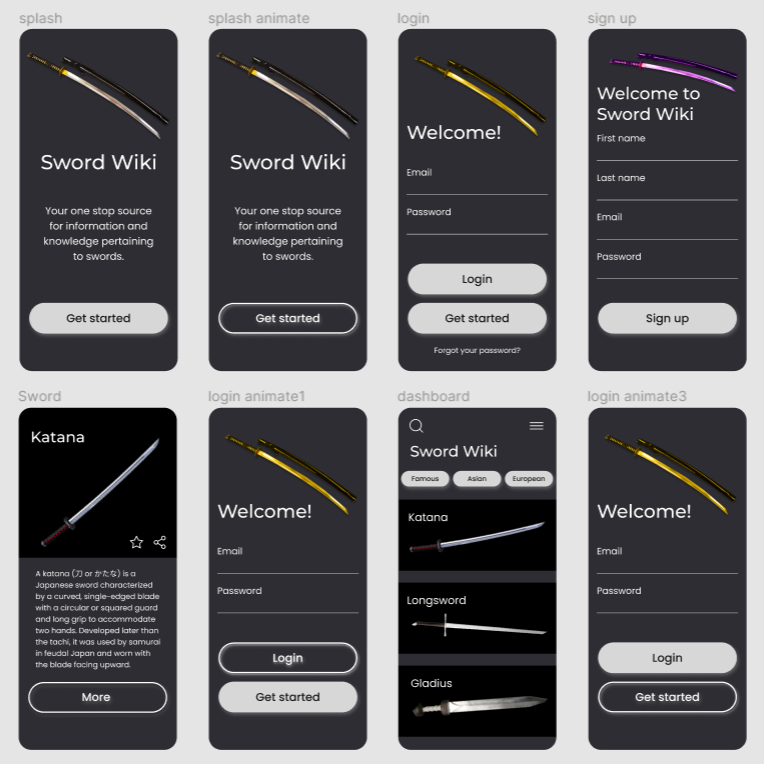 splash
Sword Wiki
Your one stop source
for information and
knowledge pertaining
to swords.
Get started
splash animate
Sword Wiki
Your one stop source
for information and
knowledge pertaining
to swords.
Get started
login
Welcome!
Email
Password
Login
Get started
Forgot your password?
sign up
Welcome to
Sword Wiki
First name
Last name
Email
Password
Sign up
Sword
Katana
A katana (刀 or かたな) is a
Japanese sword characterized
by a curved, single-edged blade
with a circular or squared guard
and long grip to accommodate
two hands. Developed later than
the tachi, it was used by samurai
in feudal Japan and worn with
the blade facing upward.
More
login animate1
Welcome!
Email
Password
Login
Get started
dashboard
Sword Wiki
Famous
Asian
European
Katana
Longsword
Gladius
login animate3
Welcome!
Email
Password
Login
Get started